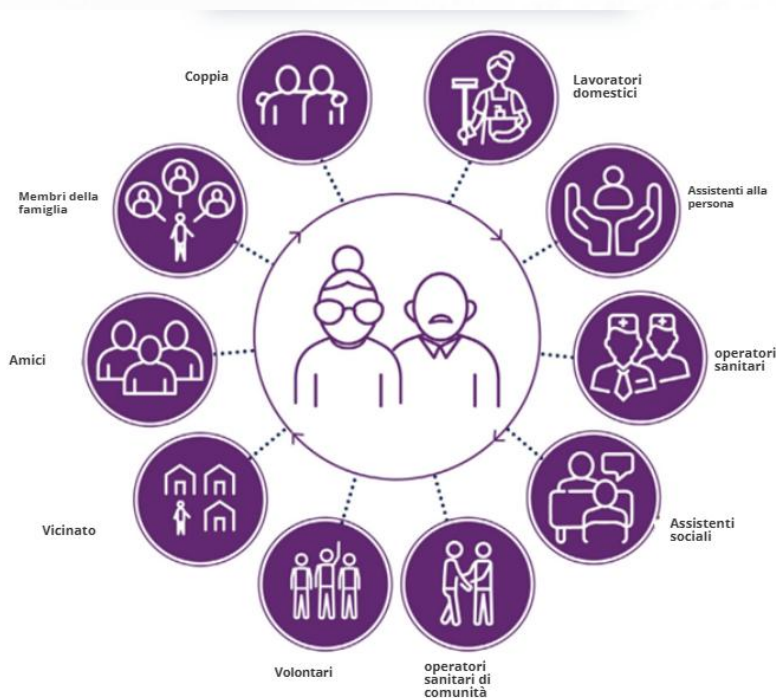 Coppia
Lavoratori
domestici
Membri della
famiglia
Assistenti alla
persona
Amici
operatori
sanitari
Vicinato
Assistenti
sociali
Volontari
operatori
sanitari di
comunità